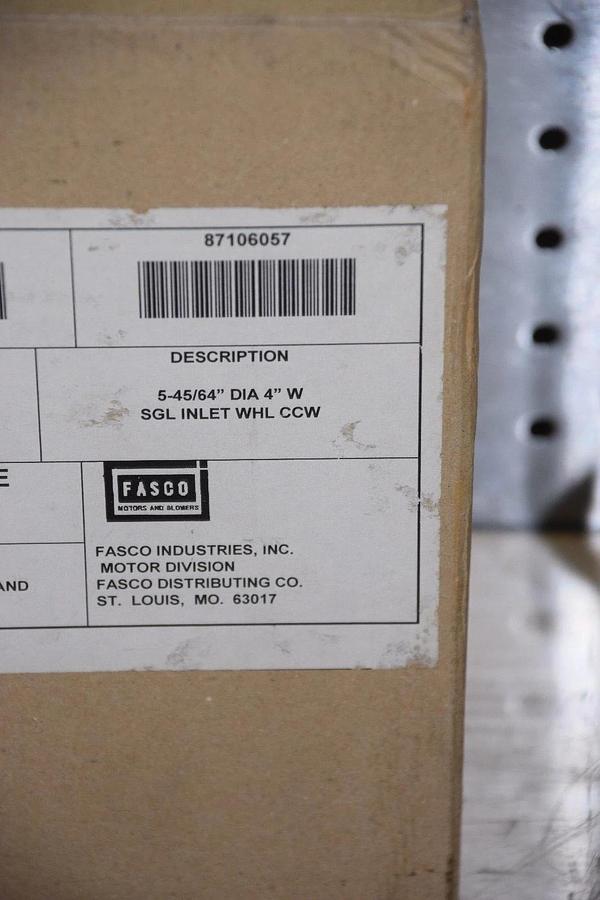 87106057
DESCRIPTION
5-45/64” DIA 4” W
SGL INLET WHL CCW
E
FASCO
MOTORS AND BLOWERS
FASCO INDUSTRIES, INC.
MOTOR DIVISION
AND
FASCO DISTRIBUTING CO.
ST. LOUIS, MO. 63017